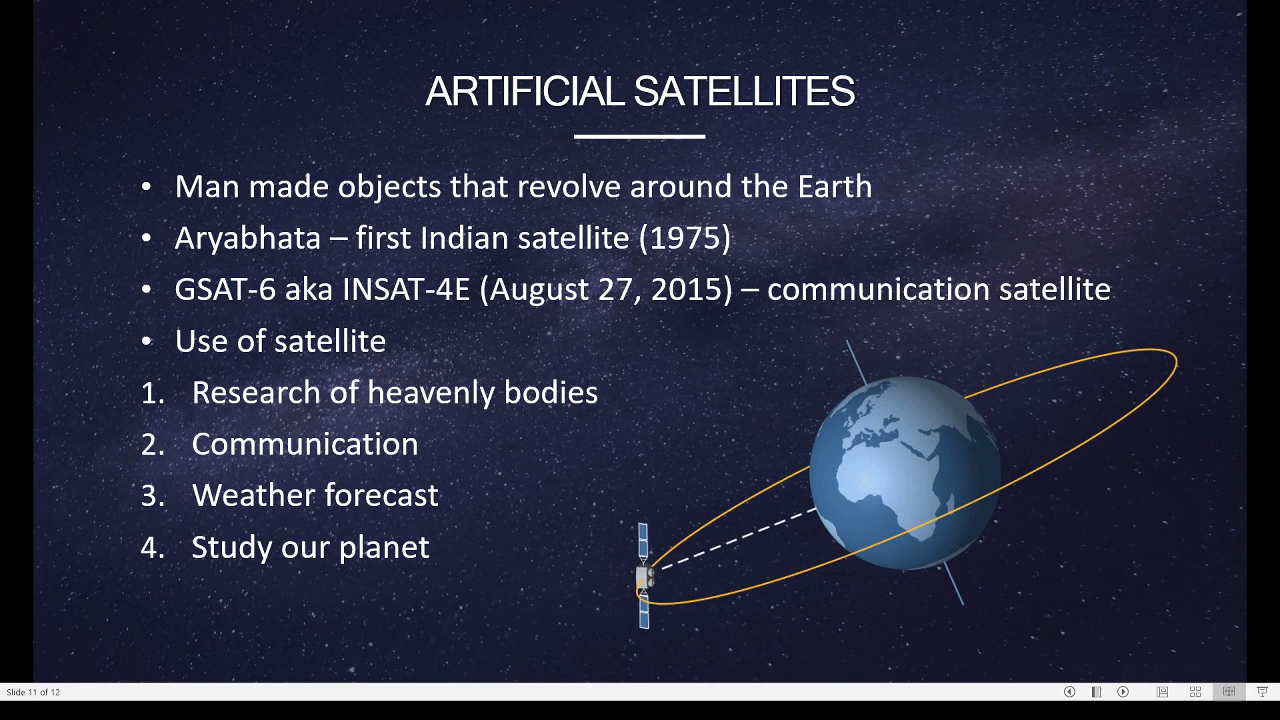 ARTIFICIAL SATELLITES
• Man made objects that revolve around the Earth
• Aryabhata – first Indian satellite (1975)
• GSAT-6 aka INSAT-4E (August 27, 2015) – communication satellite
• Use of satellite
1. Research of heavenly bodies
2. Communication
3. Weather forecast
4. Study our planet
Slide 11 of 12